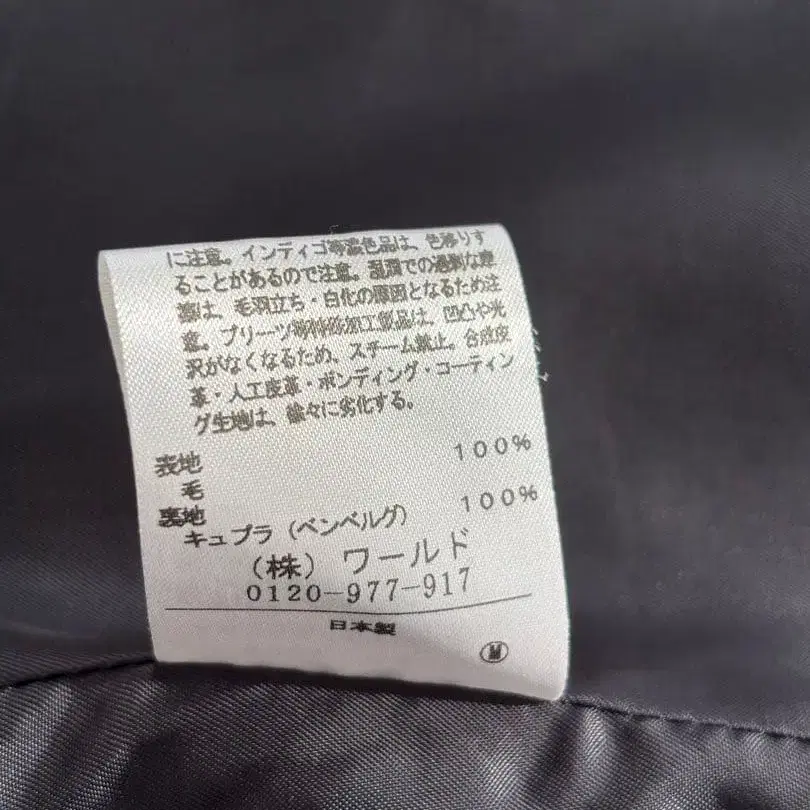 に注意。インディゴ等濃色品は、色移りす
ることがあるので注意。湿潤での過剰な摩
擦は、毛羽立ち・白化の原因となるため注
意。プリーツ等特殊加工製品は、凹凸や光
沢がなくなるため、スチーム禁止。合成皮
革・人工皮革・ボンディング・コーティン
グ生地は、徐々に劣化する。
表地
毛 100%
裏地
キュプラ（ベンベルグ） 100%
（株）ワールド
0120-977-917
日本製